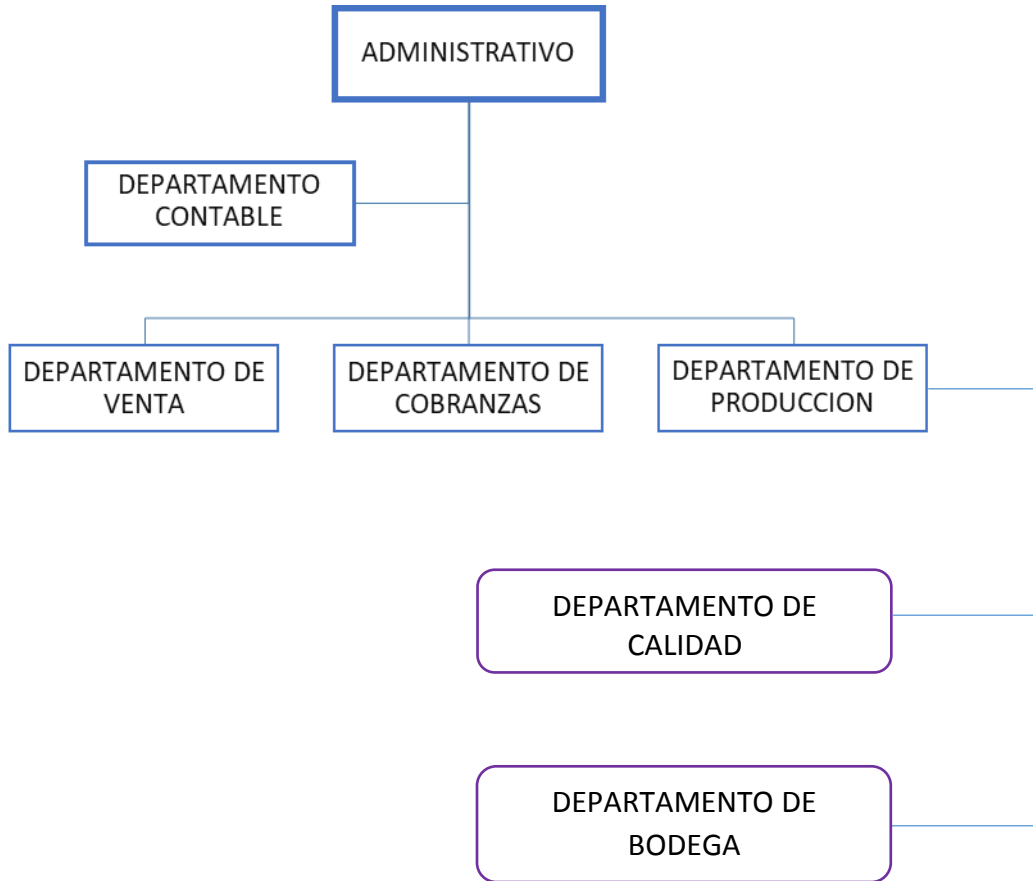 ADMINISTRATIVO
DEPARTAMENTO
CONTABLE
DEPARTAMENTO DE
VENTA
DEPARTAMENTO DE
COBRANZAS
DEPARTAMENTO DE
PRODUCCION
DEPARTAMENTO DE
CALIDAD
DEPARTAMENTO DE
BODEGA